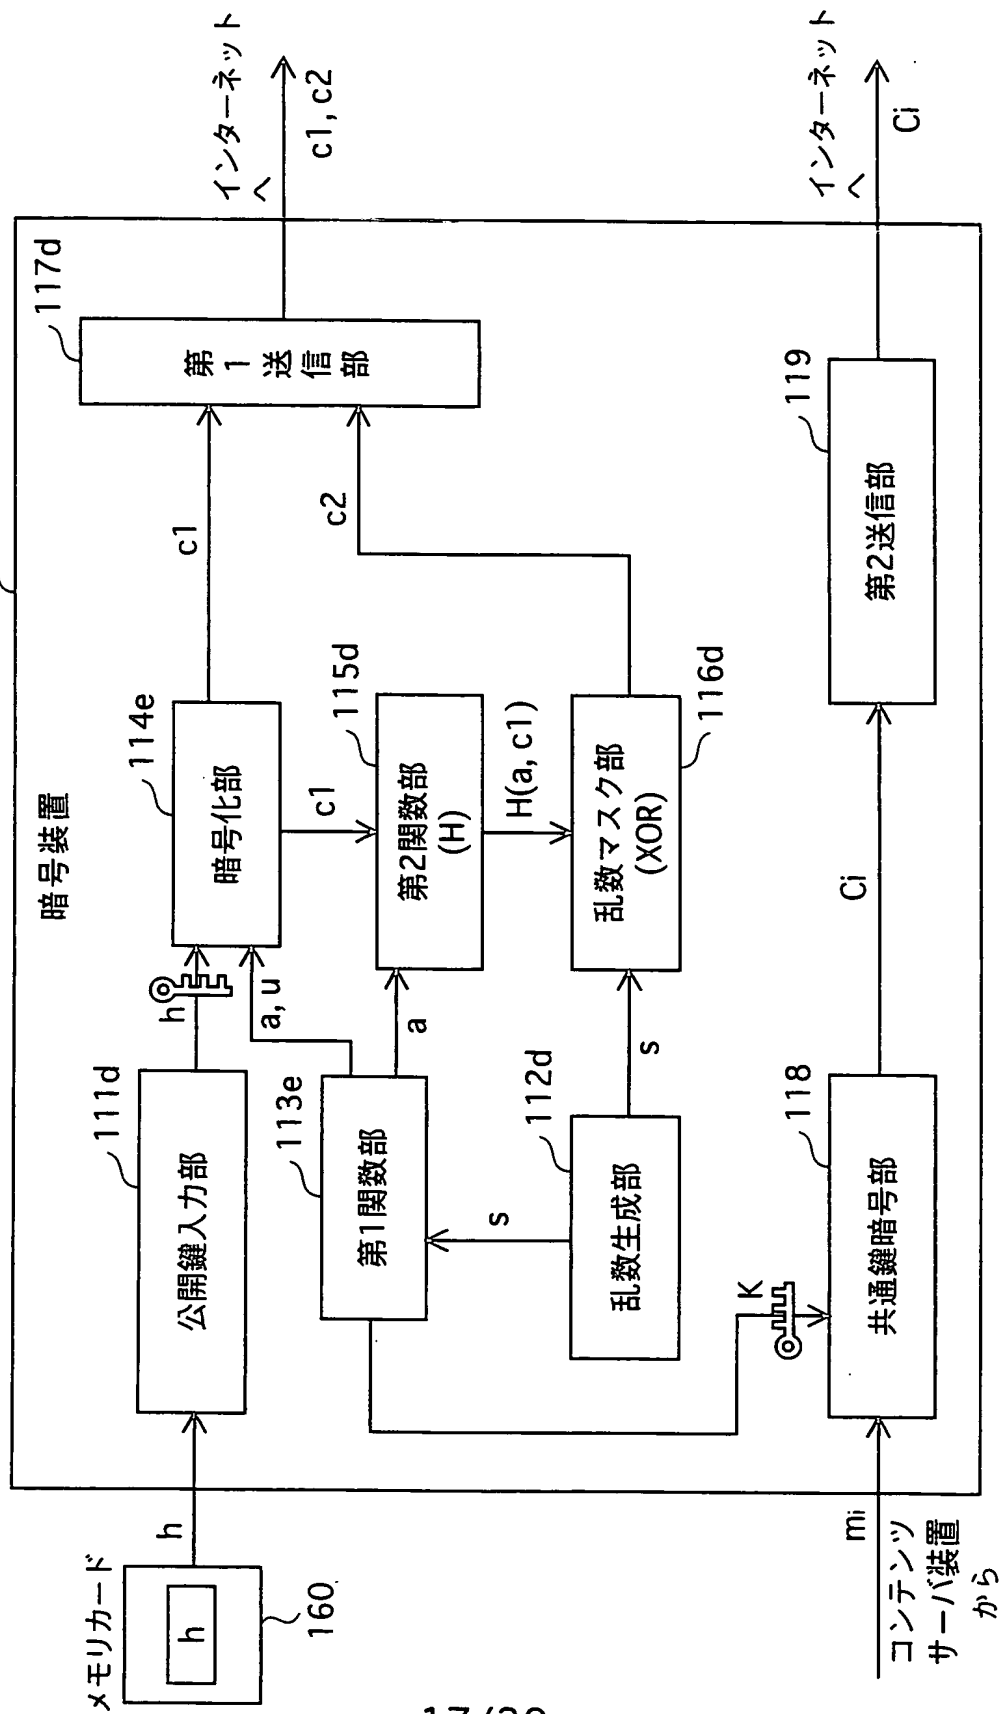 暗号装置
メモリカード
h
160
h
公開鍵入力部
111d
h
暗号化部
114e
a, u
c1
第1送信部
117d
インターネット
へ
c1, c2
第1関数部
113e
a
c1
第2関数部
(H)
115d
H(a, c1)
s
乱数生成部
112d
s
乱数マスク部
(XOR)
116d
c2
K
コンテンツ
サーバ装置
から
mi
共通鍵暗号部
118
Ci
第2送信部
119
インターネット
へ
Ci